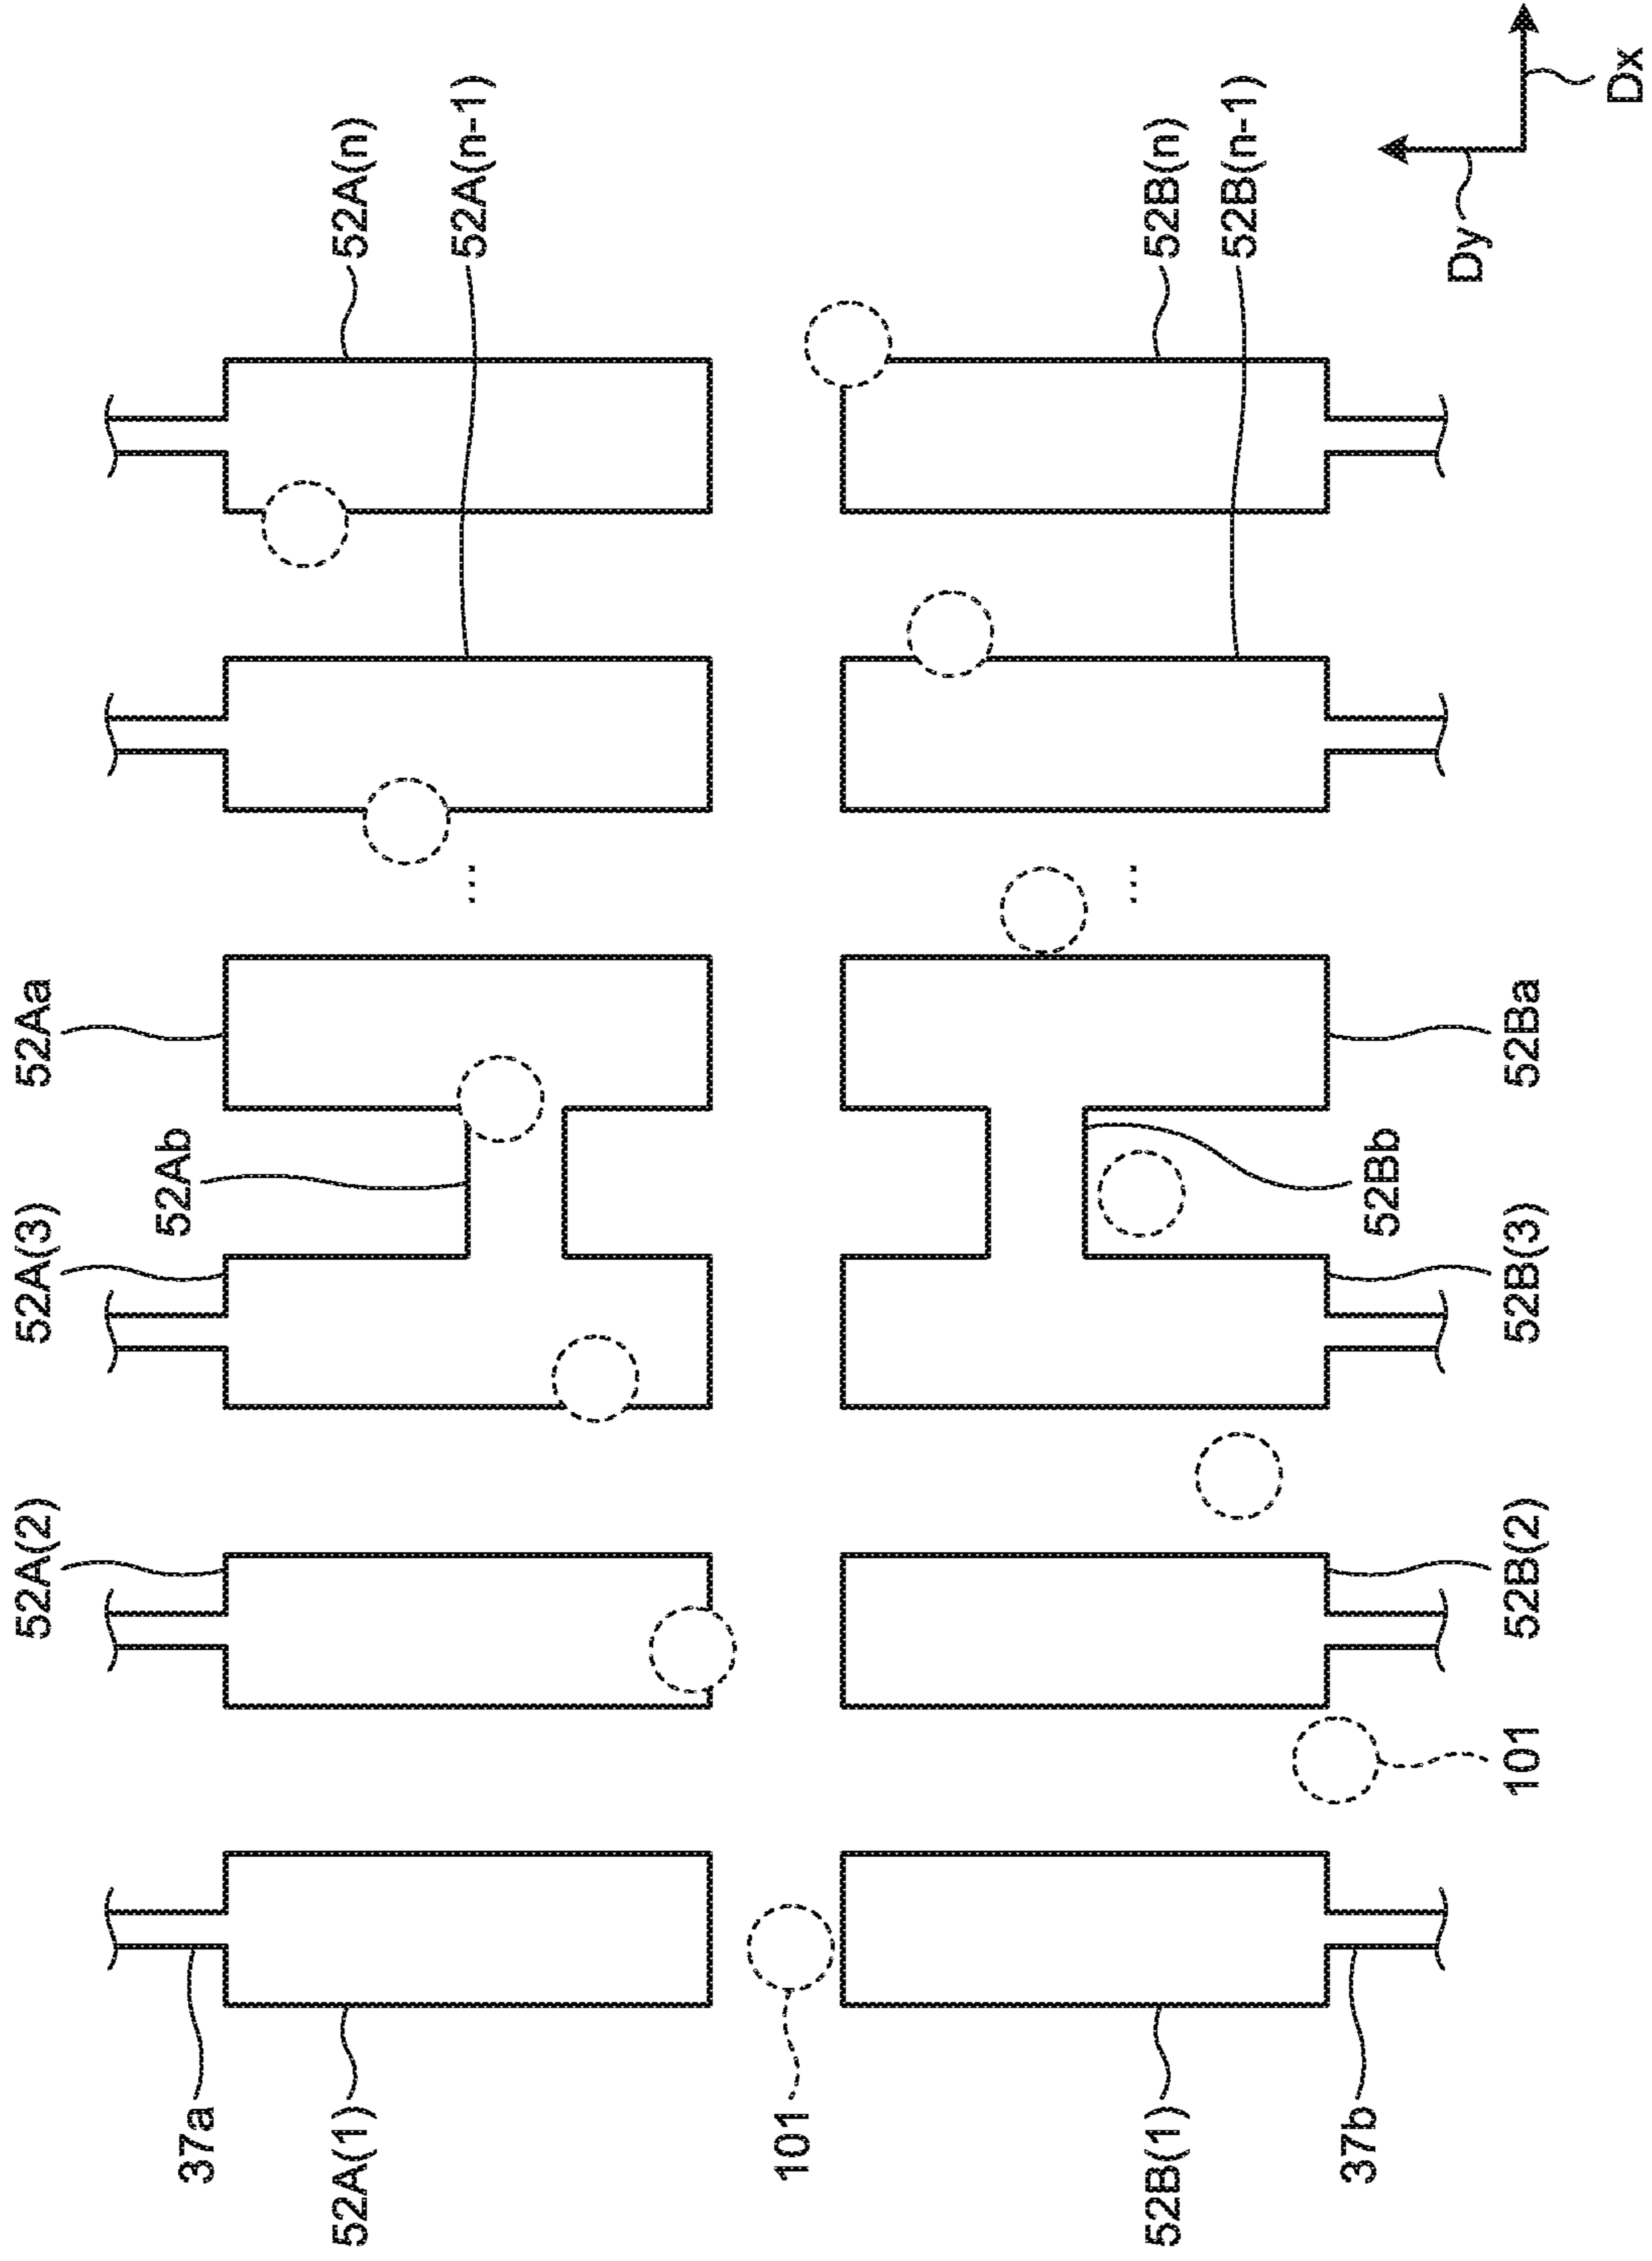 52Aa
52A(2)
52A(3)
52Ab
52A(n)
52A(n-1)
37a
52A(1)
101
52B(n)
52B(n-1)
52B(1)
37b
52Bb
52B(2)
52B(3)
52Ba
101
Dy
Dx
...
...